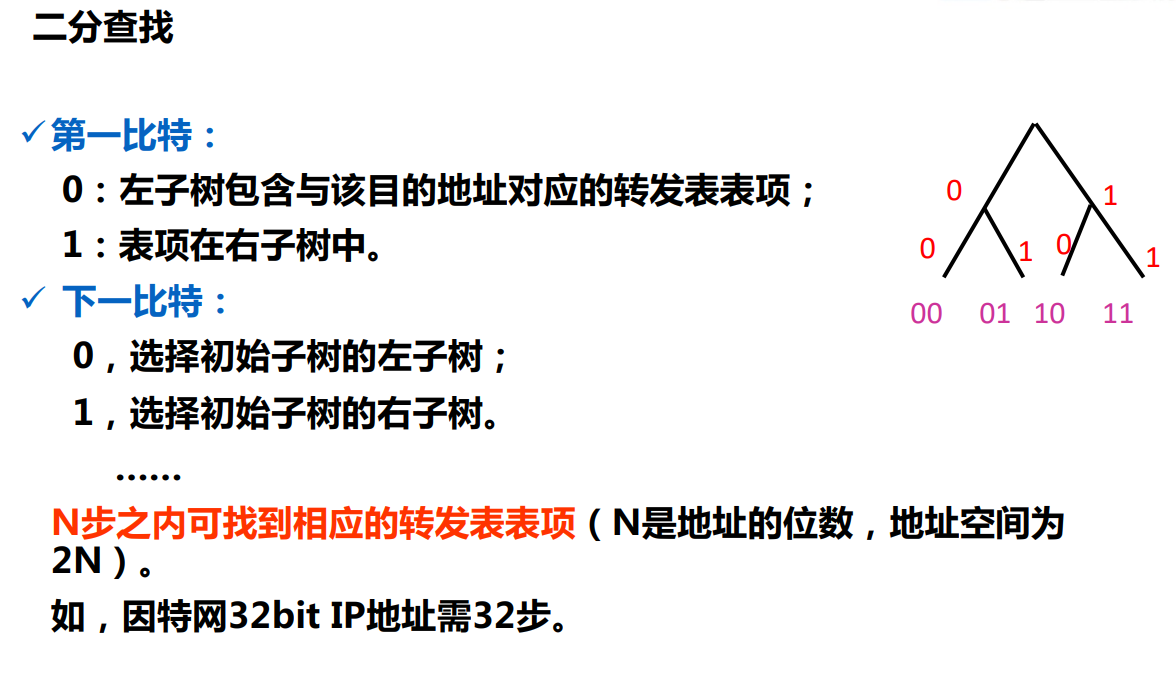 二分查找
✓第一比特：
0：左子树包含与该目的地址对应的转发表表项；
1：表项在右子树中。
✓ 下一比特：
0，选择初始子树的左子树；
1，选择初始子树的右子树。
……
N步之内可找到相应的转发表表项（N是地址的位数，地址空间为
2N）。
如，因特网32bit IP地址需32步。
0 1
0 1 0 1
00 01 10 11